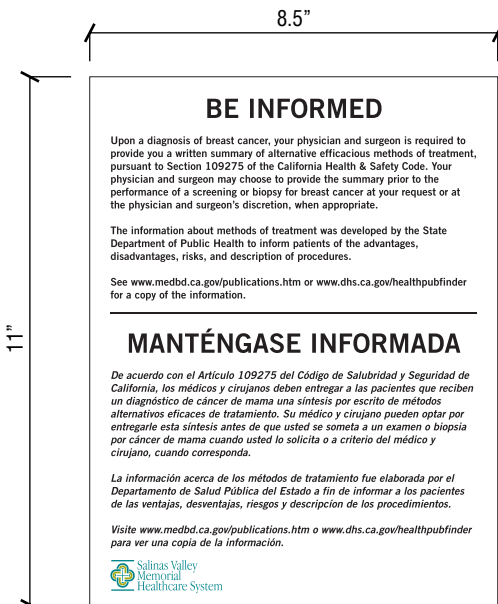 8.5”
11”
BE INFORMED
Upon a diagnosis of breast cancer, your physician and surgeon is required to
provide you a written summary of alternative efficacious methods of treatment,
pursuant to Section 109275 of the California Health & Safety Code. Your
physician and surgeon may choose to provide the summary prior to the
performance of a screening or biopsy for breast cancer at your request or at
the physician and surgeon’s discretion, when appropriate.
The information about methods of treatment was developed by the State
Department of Public Health to inform patients of the advantages,
disadvantages, risks, and description of procedures.
See www.medbd.ca.gov/publications.htm or www.dhs.ca.gov/healthpubfinder
for a copy of the information.
MANTÉNGASE INFORMADA
De acuerdo con el Artículo 109275 del Código de Salubridad y Seguridad de
California, los médicos y cirujanos deben entregar a las pacientes que reciben
un diagnóstico de cáncer de mama una síntesis por escrito de métodos
alternativos eficaces de tratamiento. Su médico y cirujano pueden optar por
entregarle esta síntesis antes de que usted se someta a un examen o biopsia
por cáncer de mama cuando usted lo solicita o a criterio del médico y
cirujano, cuando corresponda.
La información acerca de los métodos de tratamiento fue elaborada por el
Departamento de Salud Pública del Estado a fin de informar a los pacientes
de las ventajas, desventajas, riesgos y descripcíon de los procedimientos.
Visite www.medbd.ca.gov/publications.htm o www.dhs.ca.gov/healthpubfinder
para ver una copia de la información.
Salinas Valley
Memorial
Healthcare System